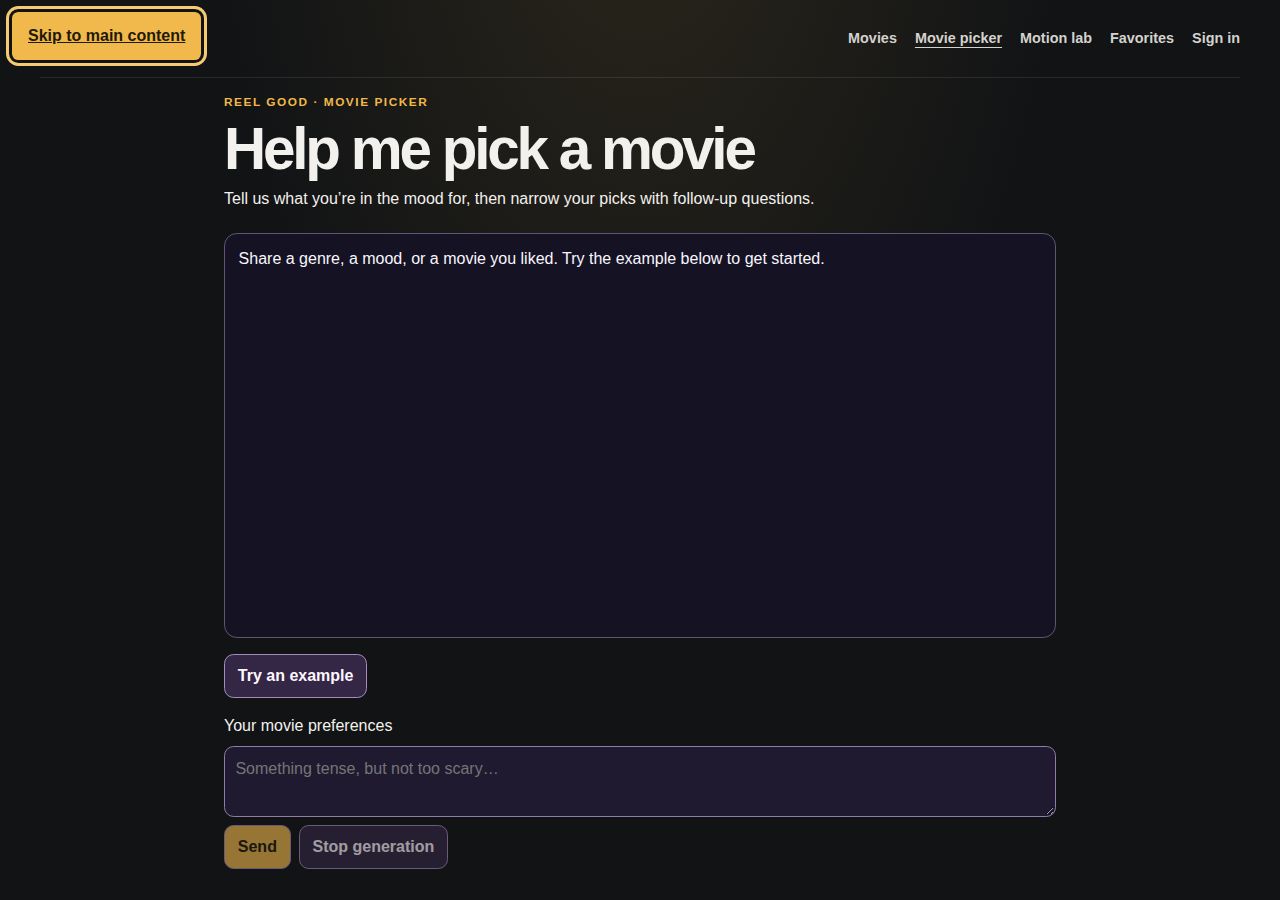 Skip to main content
Movies
Movie picker
Motion lab
Favorites
Sign in
REEL GOOD · MOVIE PICKER
Help me pick a movie
Tell us what you’re in the mood for, then narrow your picks with follow-up questions.
Share a genre, a mood, or a movie you liked. Try the example below to get started.
Try an example
Your movie preferences
Something tense, but not too scary…
Send
Stop generation